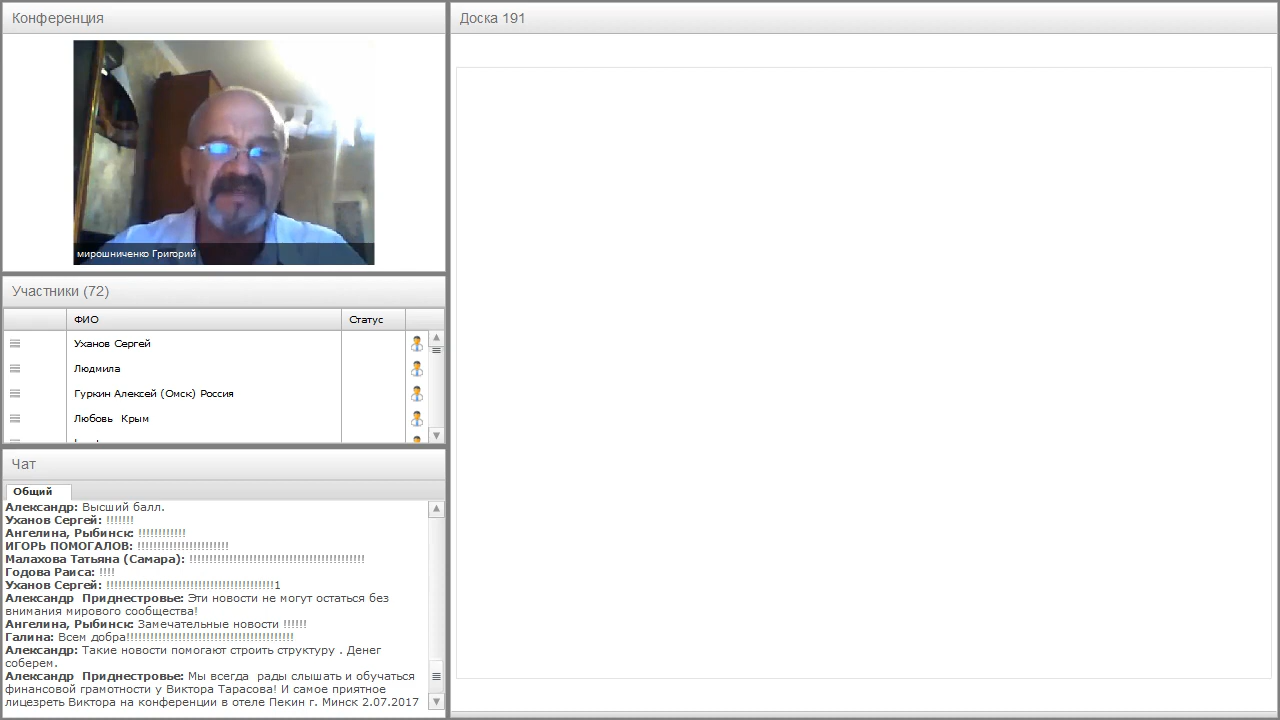 Конференция
мирошниченко Григорий
Участники (72)
ФИО Статус
Уханов Сергей
Людмила
Гуркин Алексей (Омск) Россия
Любовь Крым
Чат
Общий
Александр: Высший балл.
Уханов Сергей: !!!!!!!
Ангелина, Рыбинск: !!!!!!!!!!!!
ИГОРЬ ПОМОГАЛОВ: !!!!!!!!!!!!!!!!!!!!!!!
Малахова Татьяна (Самара): !!!!!!!!!!!!!!!!!!!!!!!!!!!!!!!!!!!!!!!!!!!!
Годова Раиса: !!!!
Уханов Сергей: !!!!!!!!!!!!!!!!!!!!!!!!!!!!!!!!!!!!!!!!!!1
Александр Приднестровье: Эти новости не могут остаться без
внимания мирового сообщества!
Ангелина, Рыбинск: Замечательные новости !!!!!!
Галина: Всем добра!!!!!!!!!!!!!!!!!!!!!!!!!!!!!!!!!!!!!!!!!!
Александр: Такие новости помогают строить структуру . Денег
соберем.
Александр Приднестровье: Мы всегда рады слышать и обучаться
финансовой грамотности у Виктора Тарасова! И самое приятное
лицезреть Виктора на конференции в отеле Пекин г. Минск 2.07.2017
Доска 191